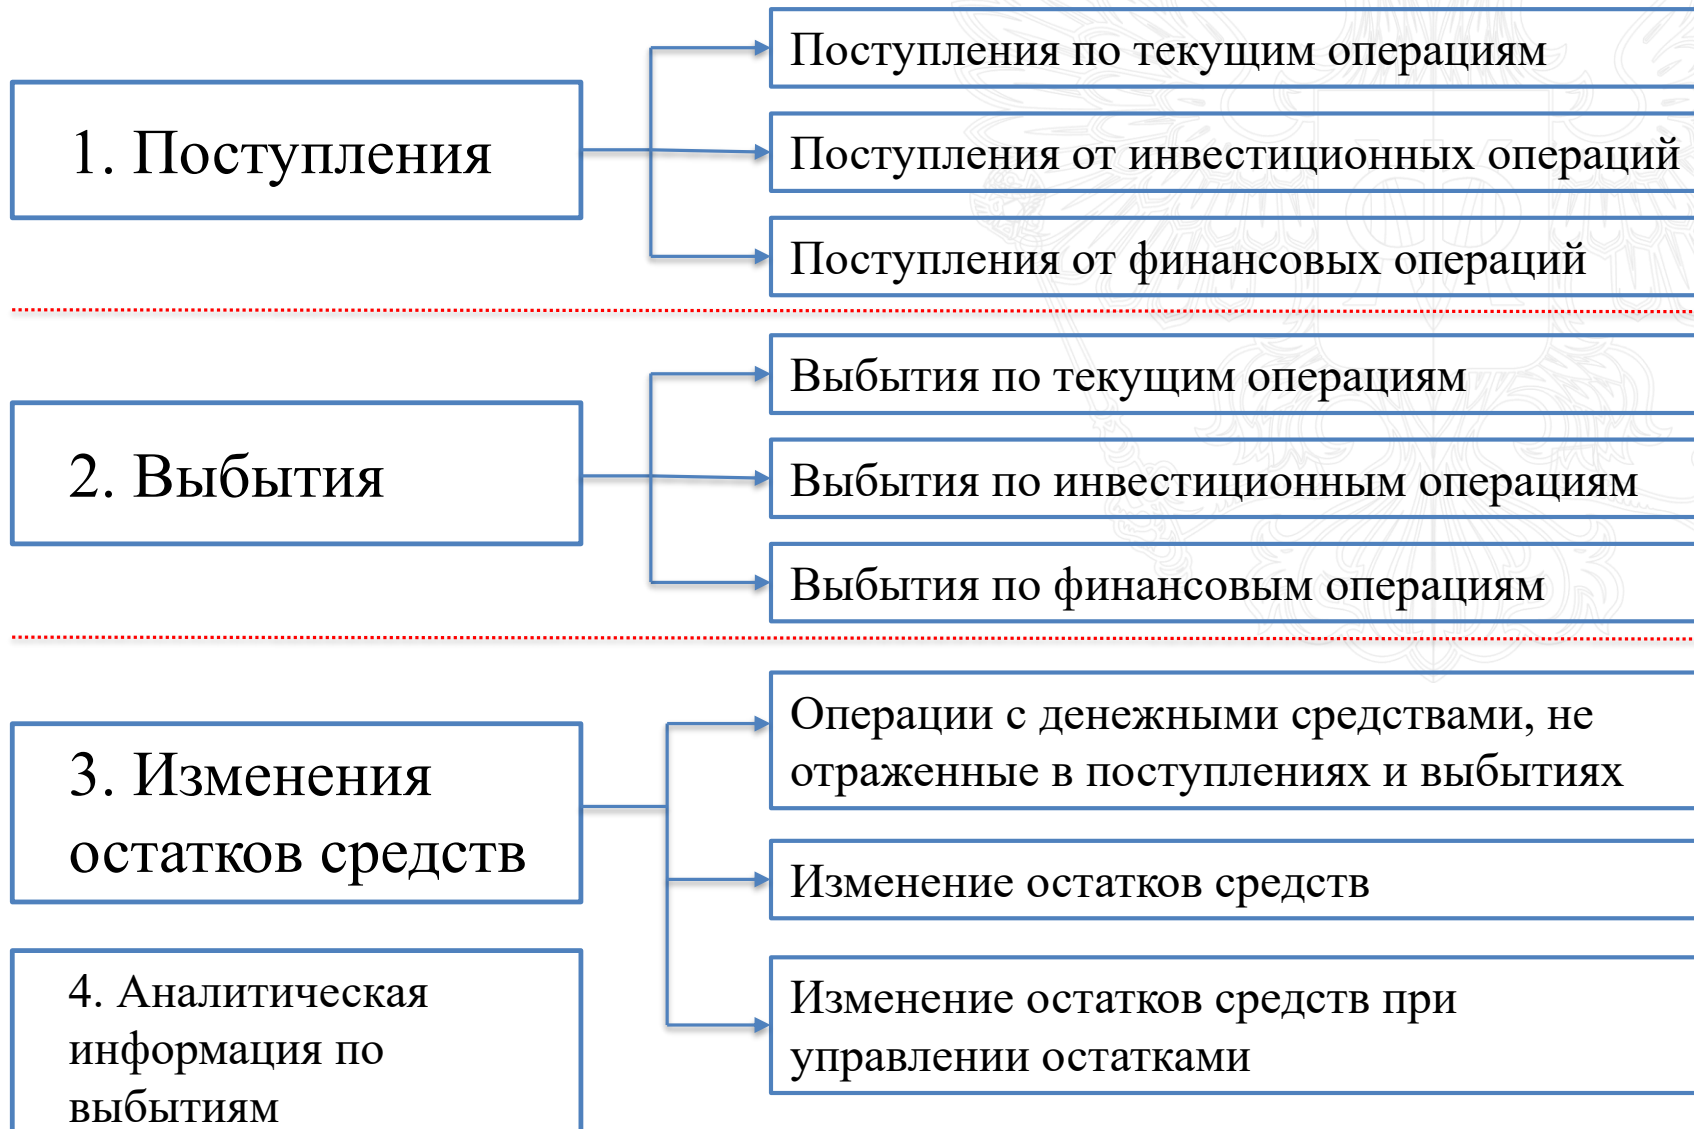 1. Поступления
Поступления по текущим операциям
Поступления от инвестиционных операций
Поступления от финансовых операций
2. Выбытия
Выбытия по текущим операциям
Выбытия по инвестиционным операциям
Выбытия по финансовым операциям
3. Изменения
остатков средств
Операции с денежными средствами, не
отраженные в поступлениях и выбытиях
Изменение остатков средств
Изменение остатков средств при
управлении остатками
4. Аналитическая
информация по
выбытиям